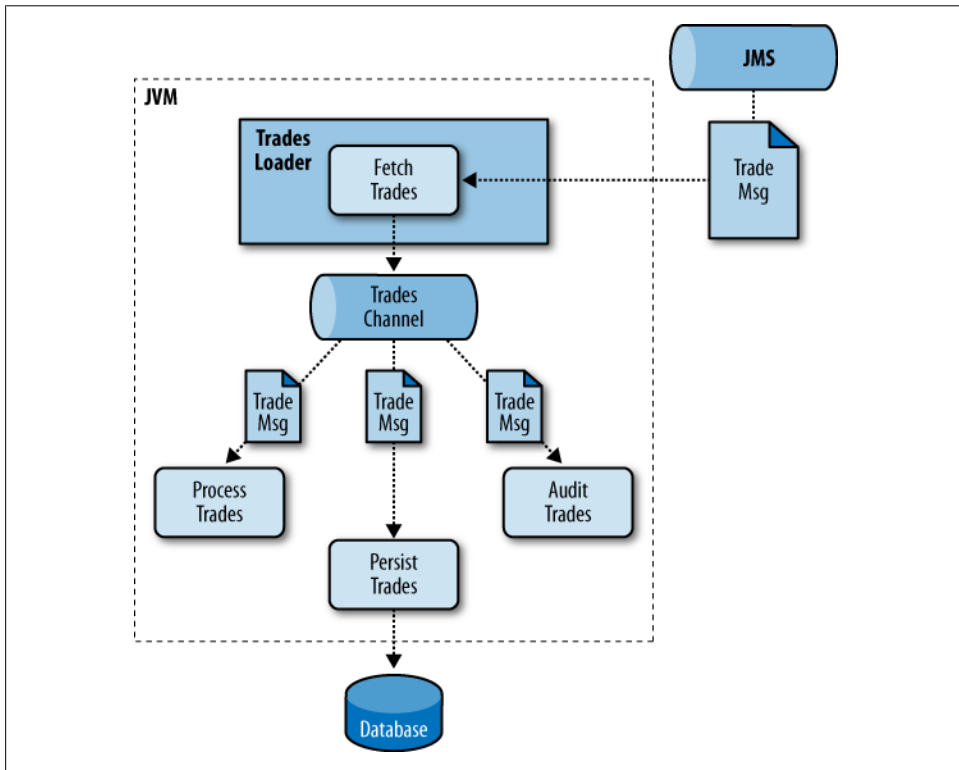 JMS
JVM
Trades
Loader
Fetch
Trades
Trade
Msg
Trades
Channel
Trade
Msg
Trade
Msg
Trade
Msg
Process
Trades
Audit
Trades
Persist
Trades
Database